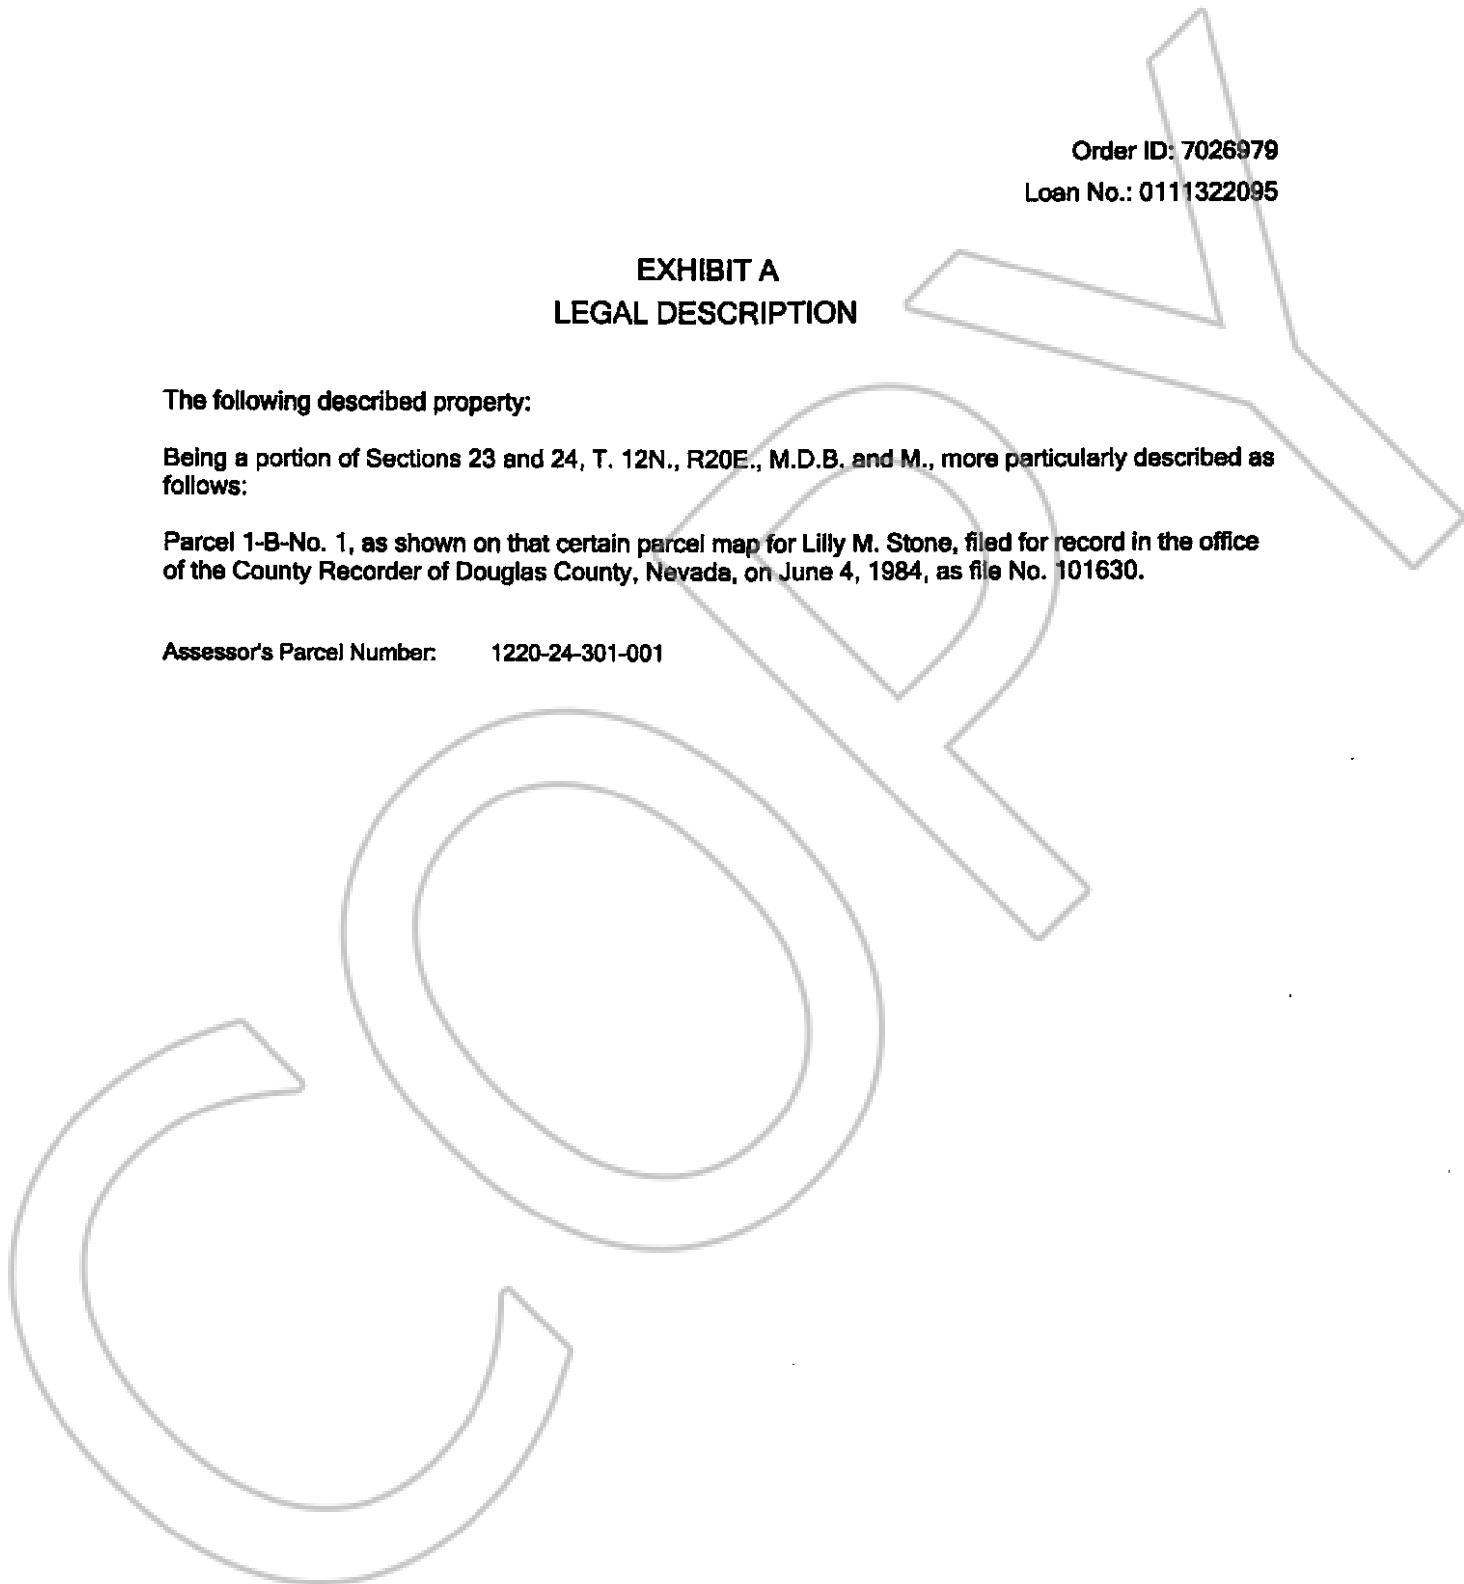 Order ID: 7026979
Loan No.: 0111322095
EXHIBIT A
LEGAL DESCRIPTION
The following described property:
Being a portion of Sections 23 and 24, T. 12N., R20E., M.D.B. and M., more particularly described as
follows:
Parcel 1-B-No. 1, as shown on that certain parcel map for Lilly M. Stone, filed for record in the office
of the County Recorder of Douglas County, Nevada, on June 4, 1984, as file No. 101630.
Assessor's Parcel Number: 1220-24-301-001
COPY